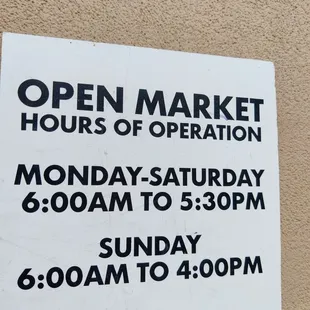 OPEN MARKET
HOURS OF OPERATION
MONDAY-SATURDAY
6:00AM TO 5:30PM
SUNDAY
6:00AM TO 4:00PM